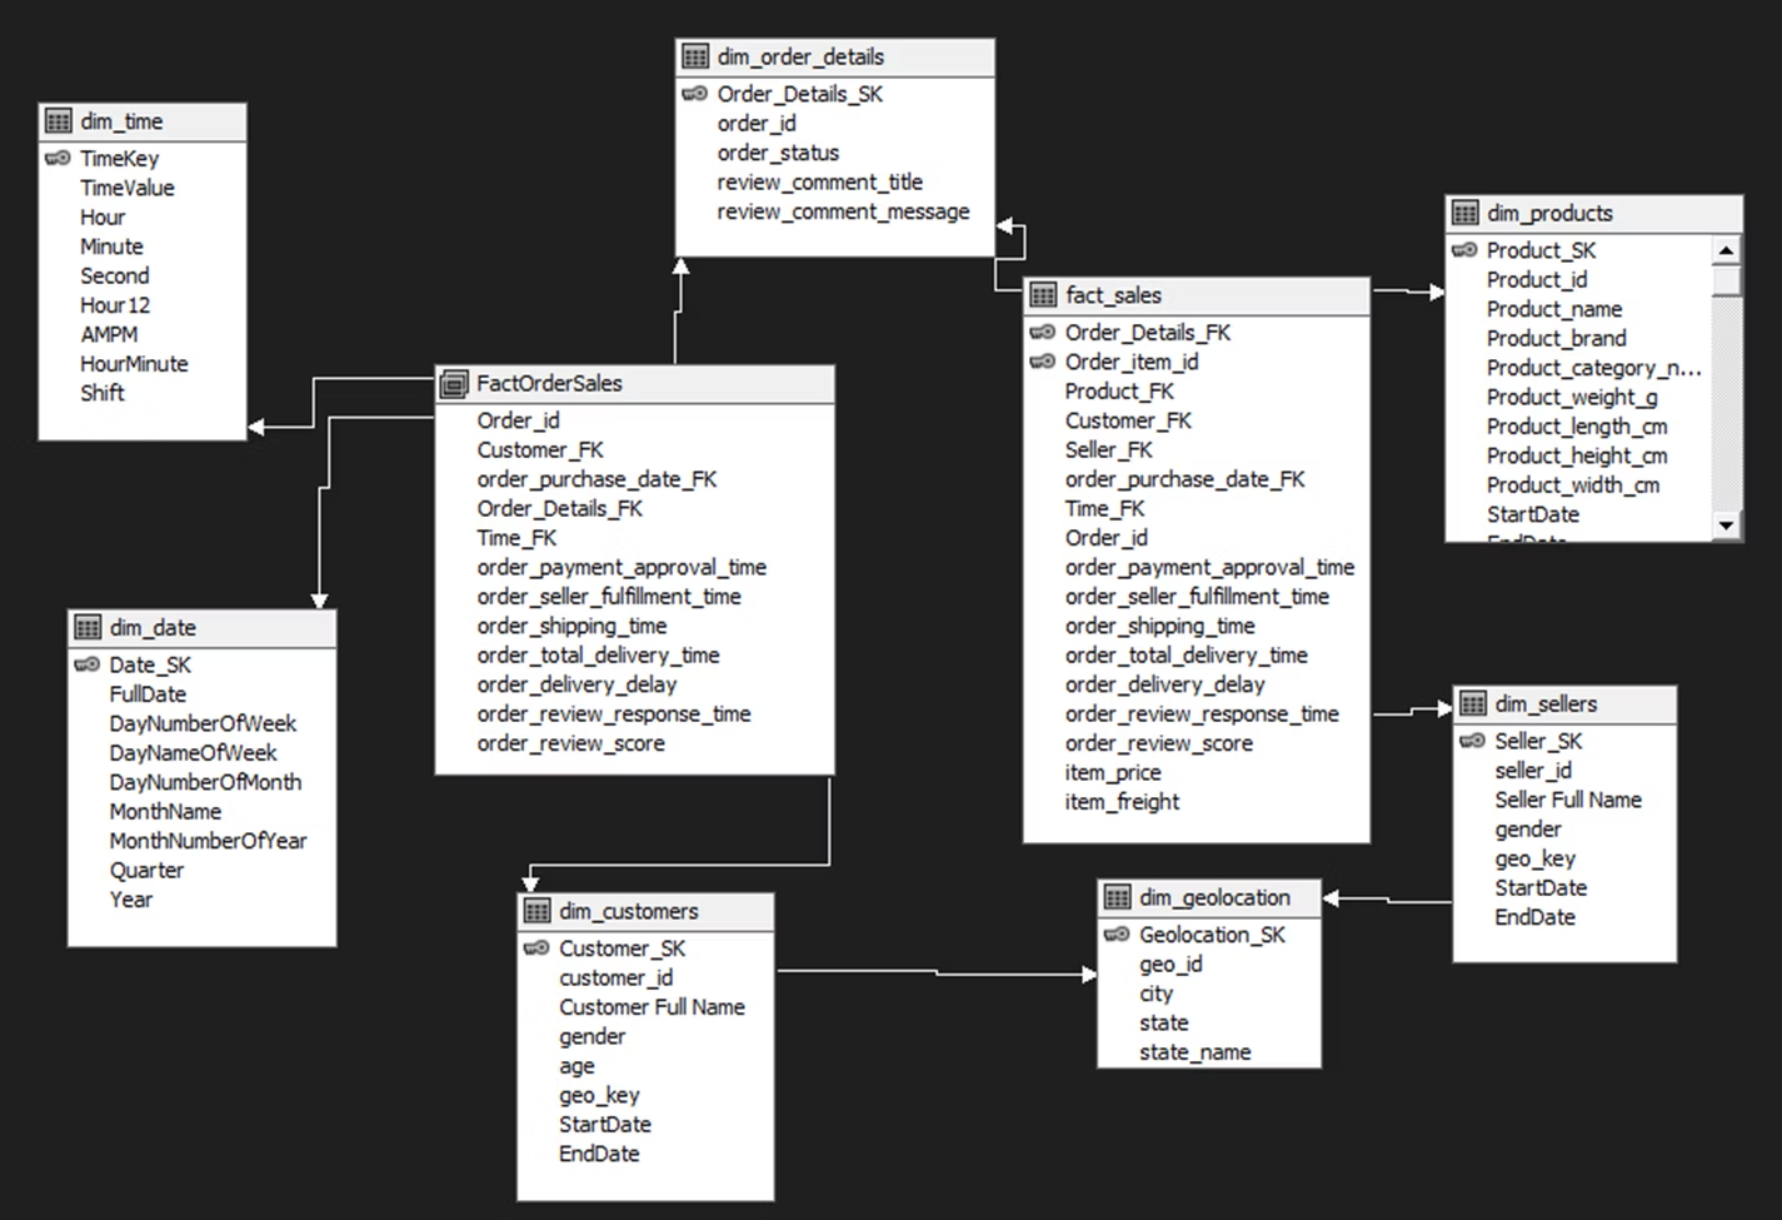 dim_order_details
Order_Details_SK
order_id
order_status
review_comment_title
review_comment_message
dim_time
TimeKey
TimeValue
Hour
Minute
Second
Hour12
AMPM
HourMinute
Shift
dim_products
Product_SK
Product_id
Product_name
Product_brand
Product_category_n...
Product_weight_g
Product_length_cm
Product_height_cm
Product_width_cm
StartDate
EndDate
fact_sales
Order_Details_FK
Order_item_id
Product_FK
Customer_FK
Seller_FK
order_purchase_date_FK
Time_FK
Order_id
order_payment_approval_time
order_seller_fulfillment_time
order_shipping_time
order_total_delivery_time
order_delivery_delay
order_review_response_time
order_review_score
item_price
item_freight
FactOrderSales
Order_id
Customer_FK
order_purchase_date_FK
Order_Details_FK
Time_FK
order_payment_approval_time
order_seller_fulfillment_time
order_shipping_time
order_total_delivery_time
order_delivery_delay
order_review_response_time
order_review_score
dim_date
Date_SK
FullDate
DayNumberOfWeek
DayNameOfWeek
DayNumberOfMonth
MonthName
MonthNumberOfYear
Quarter
Year
dim_sellers
Seller_SK
seller_id
Seller Full Name
gender
geo_key
StartDate
EndDate
dim_customers
Customer_SK
customer_id
Customer Full Name
gender
age
geo_key
StartDate
EndDate
dim_geolocation
Geolocation_SK
geo_id
city
state
state_name